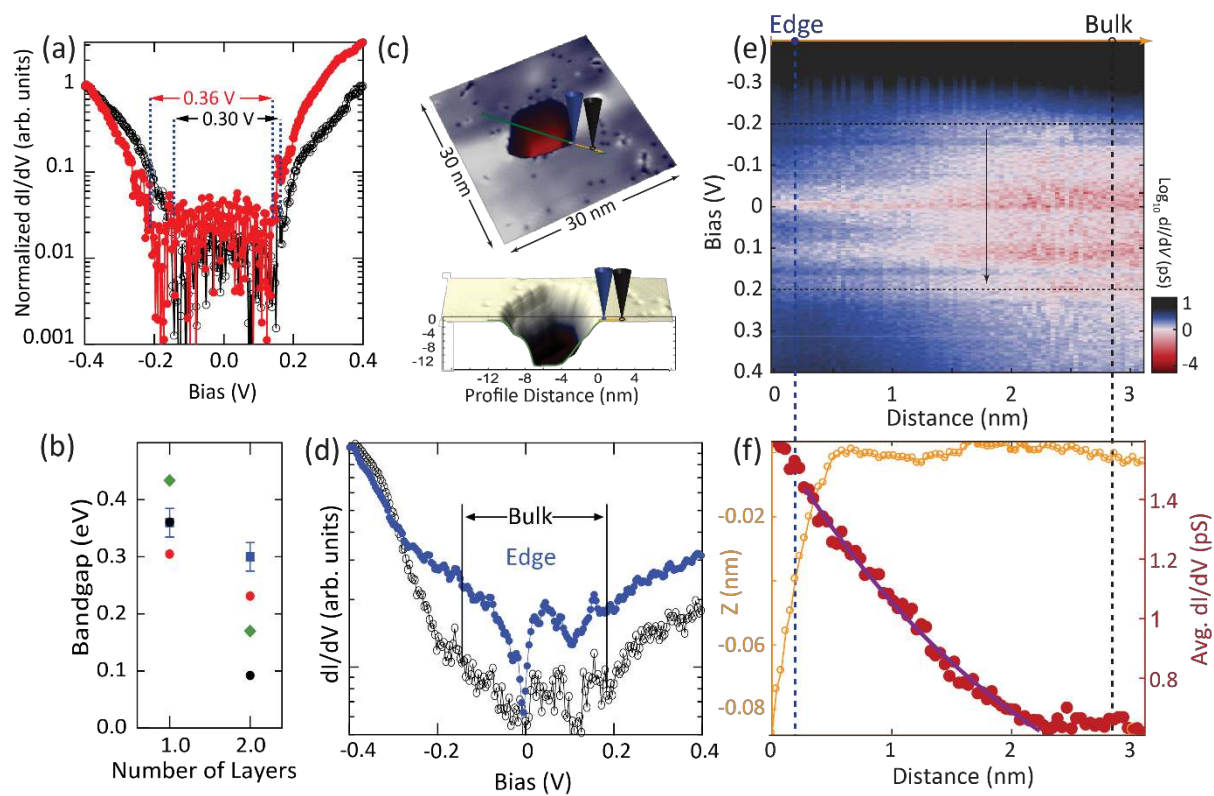 (a)
Normalized dI/dV (arb. units)
1
0.1
0.01
0.001
0.36 V
0.30 V
-0.4
-0.2
0.0
0.2
0.4
Bias (V)
(b)
Bandgap (eV)
0.4
0.3
0.2
0.1
0.0
1.0
2.0
Number of Layers
(c)
30 nm
30 nm
0
-4
-8
-12
-12
-8
-4
0
4
Profile Distance (nm)
(d)
dI/dV (arb. units)
Bulk
Edge
-0.4
-0.2
0
0.2
0.4
Bias (V)
(e)
Edge
Bulk
Bias (V)
-0.3
-0.2
-0.1
0
0.1
0.2
0.3
0.4
0
1
2
3
Distance (nm)
Log10 dI/dV (pS)
1
0
-4
(f)
Z (nm)
-0.02
-0.04
-0.06
-0.08
Avg. dI/dV (pS)
1.4
1.2
1
0.8
0
1
2
3
Distance (nm)